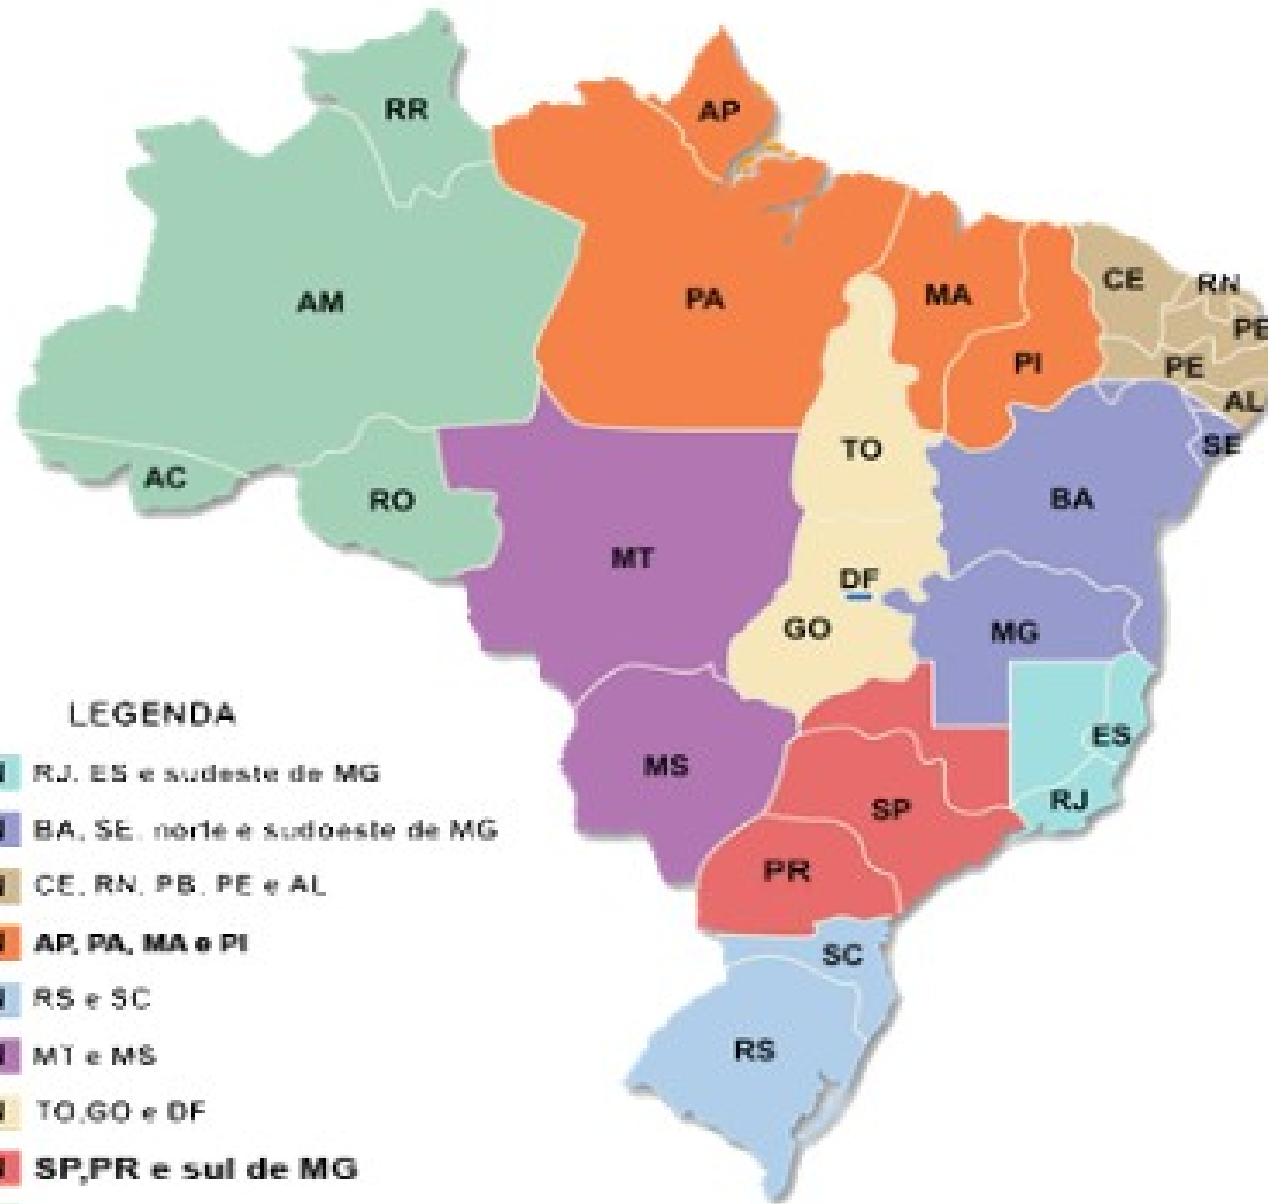 RR
AP
AM
PA
MA
CE
RN
PI
PE
AL
TO
SE
AC
RO
BA
MT
DF
GO
MG
MS
ES
RJ
SP
PR
SC
RS
LEGENDA
RJ, ES e sudeste de MG
BA, SE, norte e sudoeste de MG
CE, RN, PB, PE e AL
AP, PA, MA e PI
RS e SC
MT e MS
TO,GO e DF
SP,PR e sul de MG